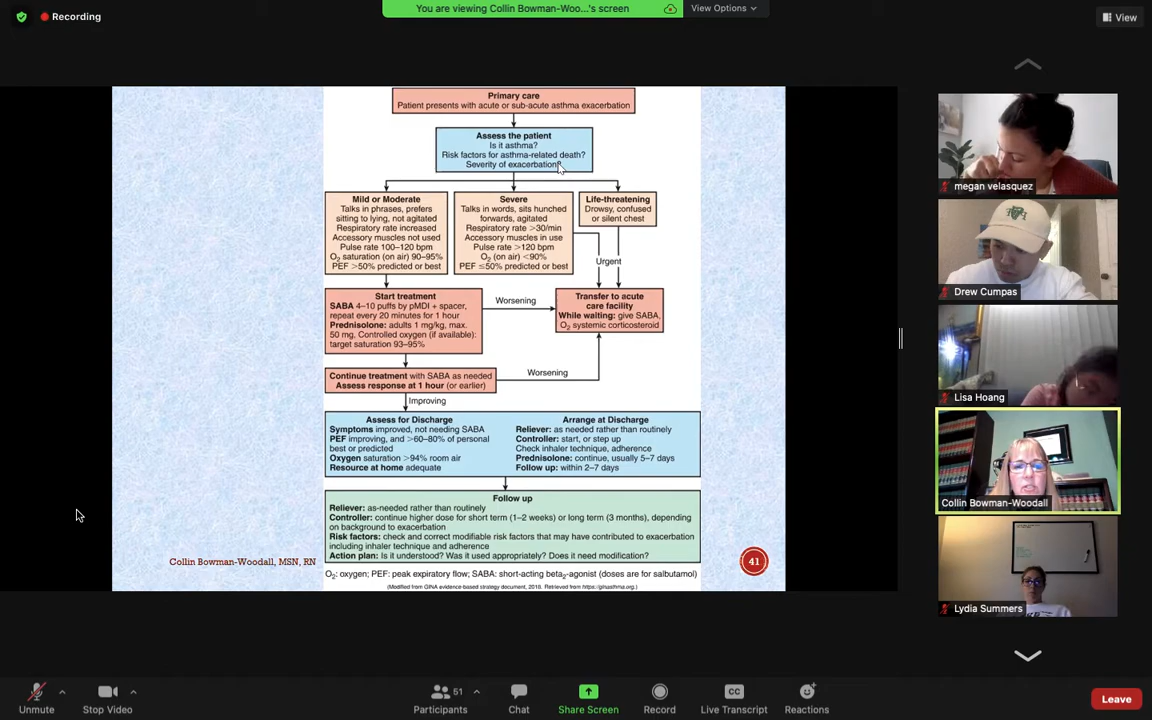 Recording
You are viewing Collin Bowman-Woo...'s screen
View Options
View
Primary care
Patient presents with acute or sub-acute asthma exacerbation
Assess the patient
Is it asthma?
Risk factors for asthma-related death?
Severity of exacerbation?
Mild or Moderate
Talks in phrases, prefers
sitting to lying, not agitated
Respiratory rate increased
Accessory muscles not used
Pulse rate 100–120 bpm
O2 saturation (on air) 90–95%
PEF >50% predicted or best
Severe
Talks in words, sits hunched
forwards, agitated
Respiratory rate >30/min
Accessory muscles in use
Pulse rate >120 bpm
O2 (on air) <90%
PEF ≤50% predicted or best
Life-threatening
Drowsy, confused
or silent chest
Urgent
Start treatment
SABA 4–10 puffs by pMDI + spacer,
repeat every 20 minutes for 1 hour
Prednisolone: adults 1 mg/kg, max.
50 mg. Controlled oxygen (if available):
target saturation 93–95%
Worsening
Transfer to acute
care facility
While waiting: give SABA,
O2 systemic corticosteroid
Continue treatment with SABA as needed
Assess response at 1 hour (or earlier)
Worsening
Improving
Assess for Discharge
Symptoms improved, not needing SABA
PEF improving, and >60–80% of personal
best or predicted
Oxygen saturation >94% room air
Resource at home adequate
Arrange at Discharge
Reliever: as needed rather than routinely
Controller: start, or step up
Check inhaler technique, adherence
Prednisolone: continue, usually 5–7 days
Follow up: within 2–7 days
Follow up
Reliever: as-needed rather than routinely
Controller: continue higher dose for short term (1–2 weeks) or long term (3 months), depending
on background to exacerbation
Risk factors: check and correct modifiable risk factors that may have contributed to exacerbation
including inhaler technique and adherence
Action plan: Is it understood? Was it used appropriately? Does it need modification?
Collin Bowman-Woodall, MSN, RN
41
O2: oxygen; PEF: peak expiratory flow; SABA: short-acting beta2-agonist (doses are for salbutamol)
(Modified from GINA evidence-based strategy document, 2019. Retrieved from https://ginasthma.org.)
megan velasquez
Drew Cumpas
Lisa Hoang
Collin Bowman-Woodall
Lydia Summers
Unmute
Stop Video
51
Participants
Chat
Share Screen
Record
CC
Live Transcript
Reactions
Leave